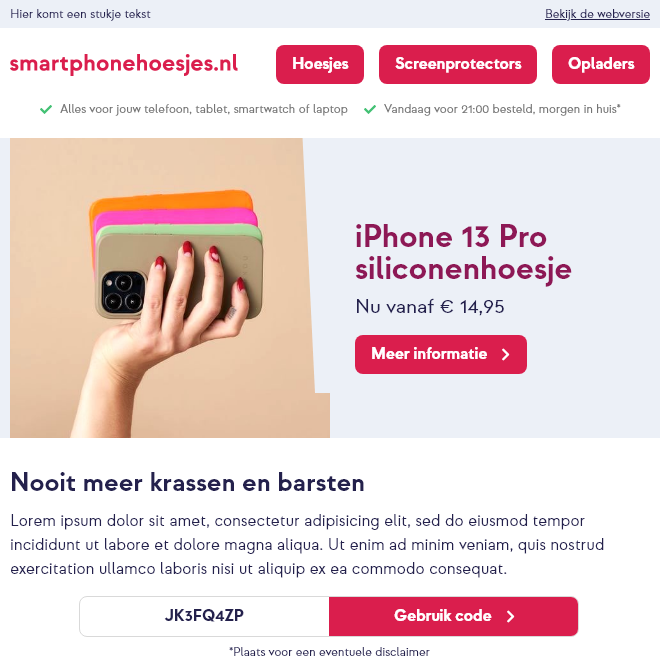 Hier komt een stukje tekst
Bekijk de webversie
smartphonehoesjes.nl
Hoesjes
Screenprotectors
Opladers
Alles voor jouw telefoon, tablet, smartwatch of laptop
Vandaag voor 21:00 besteld, morgen in huis*
iPhone 13 Pro
siliconenhoesje
Nu vanaf € 14,95
Meer informatie
Nooit meer krassen en barsten
Lorem ipsum dolor sit amet, consectetur adipisicing elit, sed do eiusmod tempor
incididunt ut labore et dolore magna aliqua. Ut enim ad minim veniam, quis nostrud
exercitation ullamco laboris nisi ut aliquip ex ea commodo consequat.
JK3FQ4ZP
Gebruik code
*Plaats voor een eventuele disclaimer